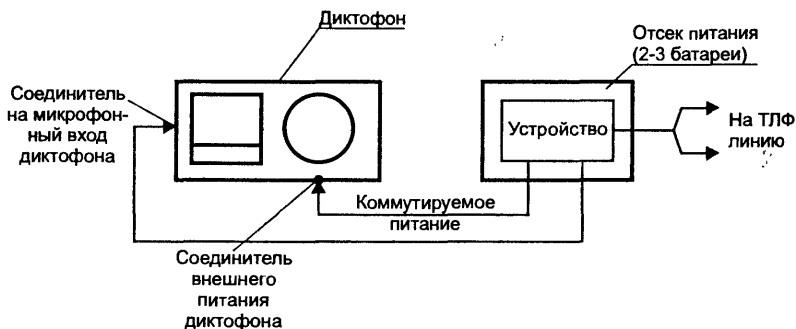 Диктофон
Отсек питания
(2-3 батареи)
Соединитель
на микрофон-
ный вход
диктофона
Устройство
На ТЛФ
линию
Коммутируемое
питание
Соединитель
внешнего
питания
диктофона